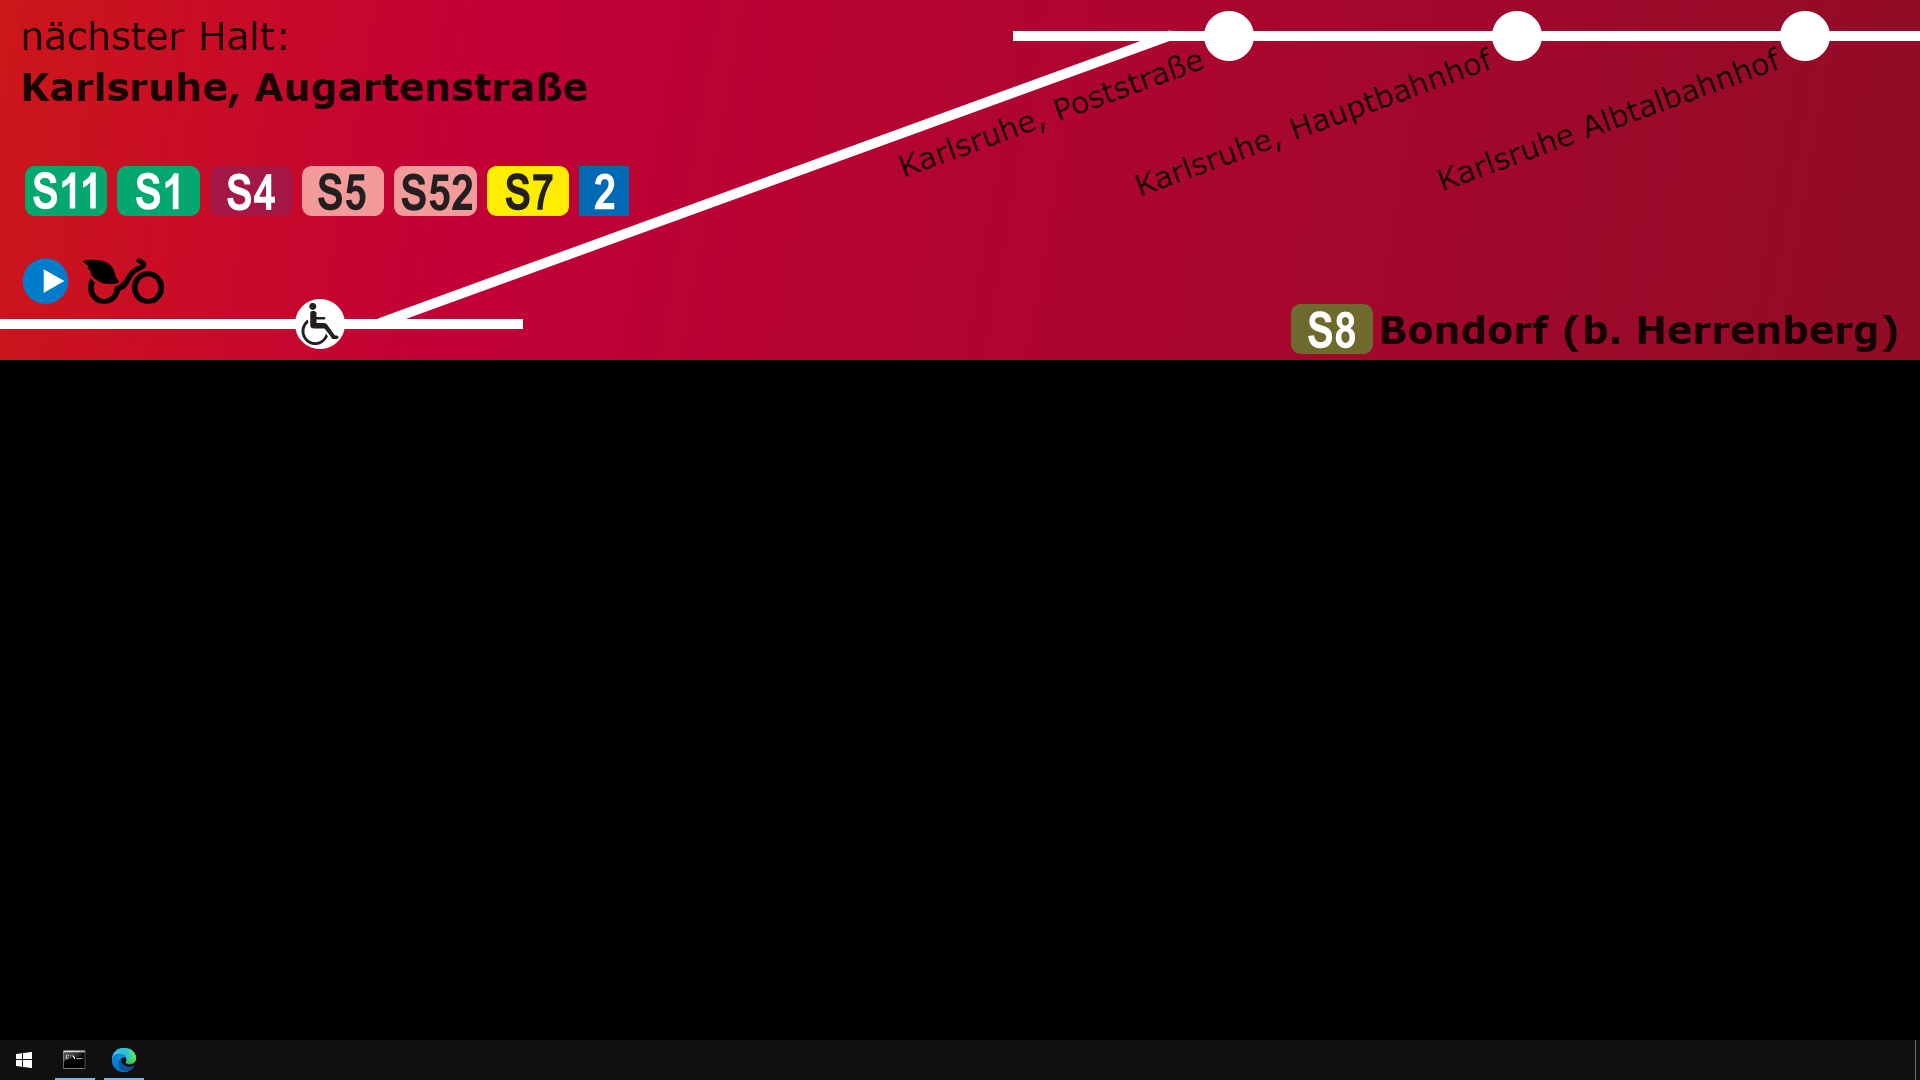 nächster Halt:
Karlsruhe, Augartenstraße
S11 S1 S4 S5 S52 S7 2
Karlsruhe, Poststraße
Karlsruhe, Hauptbahnhof
Karlsruhe Albtalbahnhof
S8 Bondorf (b. Herrenberg)